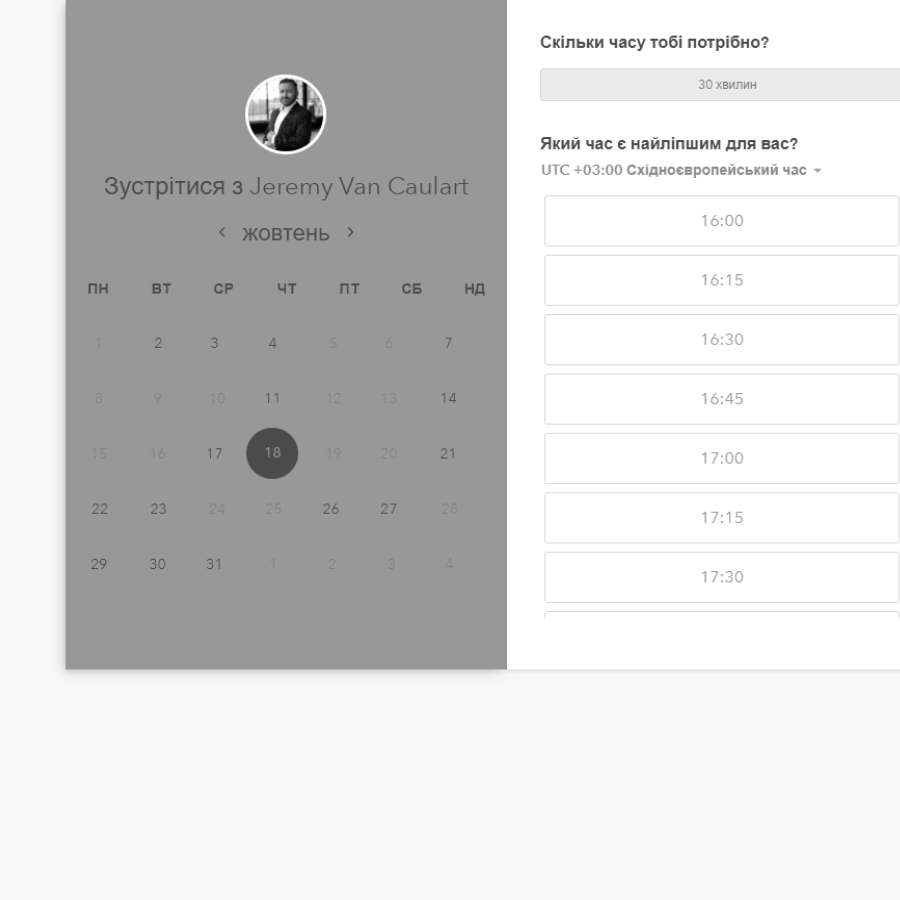 Зустрітися з Jeremy Van Caulart
жовтень
ПН ВТ СР ЧТ ПТ СБ НД
1 2 3 4 5 6 7
8 9 10 11 12 13 14
15 16 17 18 19 20 21
22 23 24 25 26 27 28
29 30 31 1 2 3 4
Скільки часу тобі потрібно?
30 хвилин
Який час є найліпшим для вас?
UTC +03:00 Східноєвропейський час
16:00
16:15
16:30
16:45
17:00
17:15
17:30